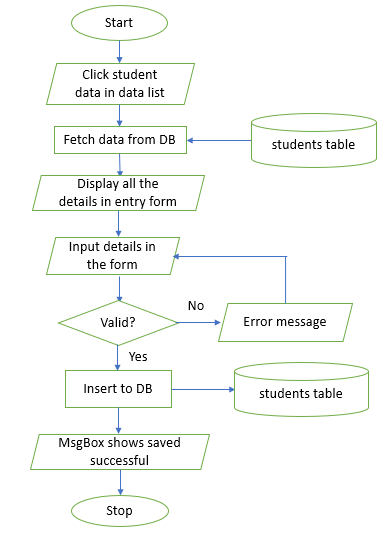 Start
Click student
data in data list
Fetch data from DB
students table
Display all the
details in entry form
Input details in
the form
No
Valid?
Error message
Yes
Insert to DB
students table
MsgBox shows saved
successful
Stop